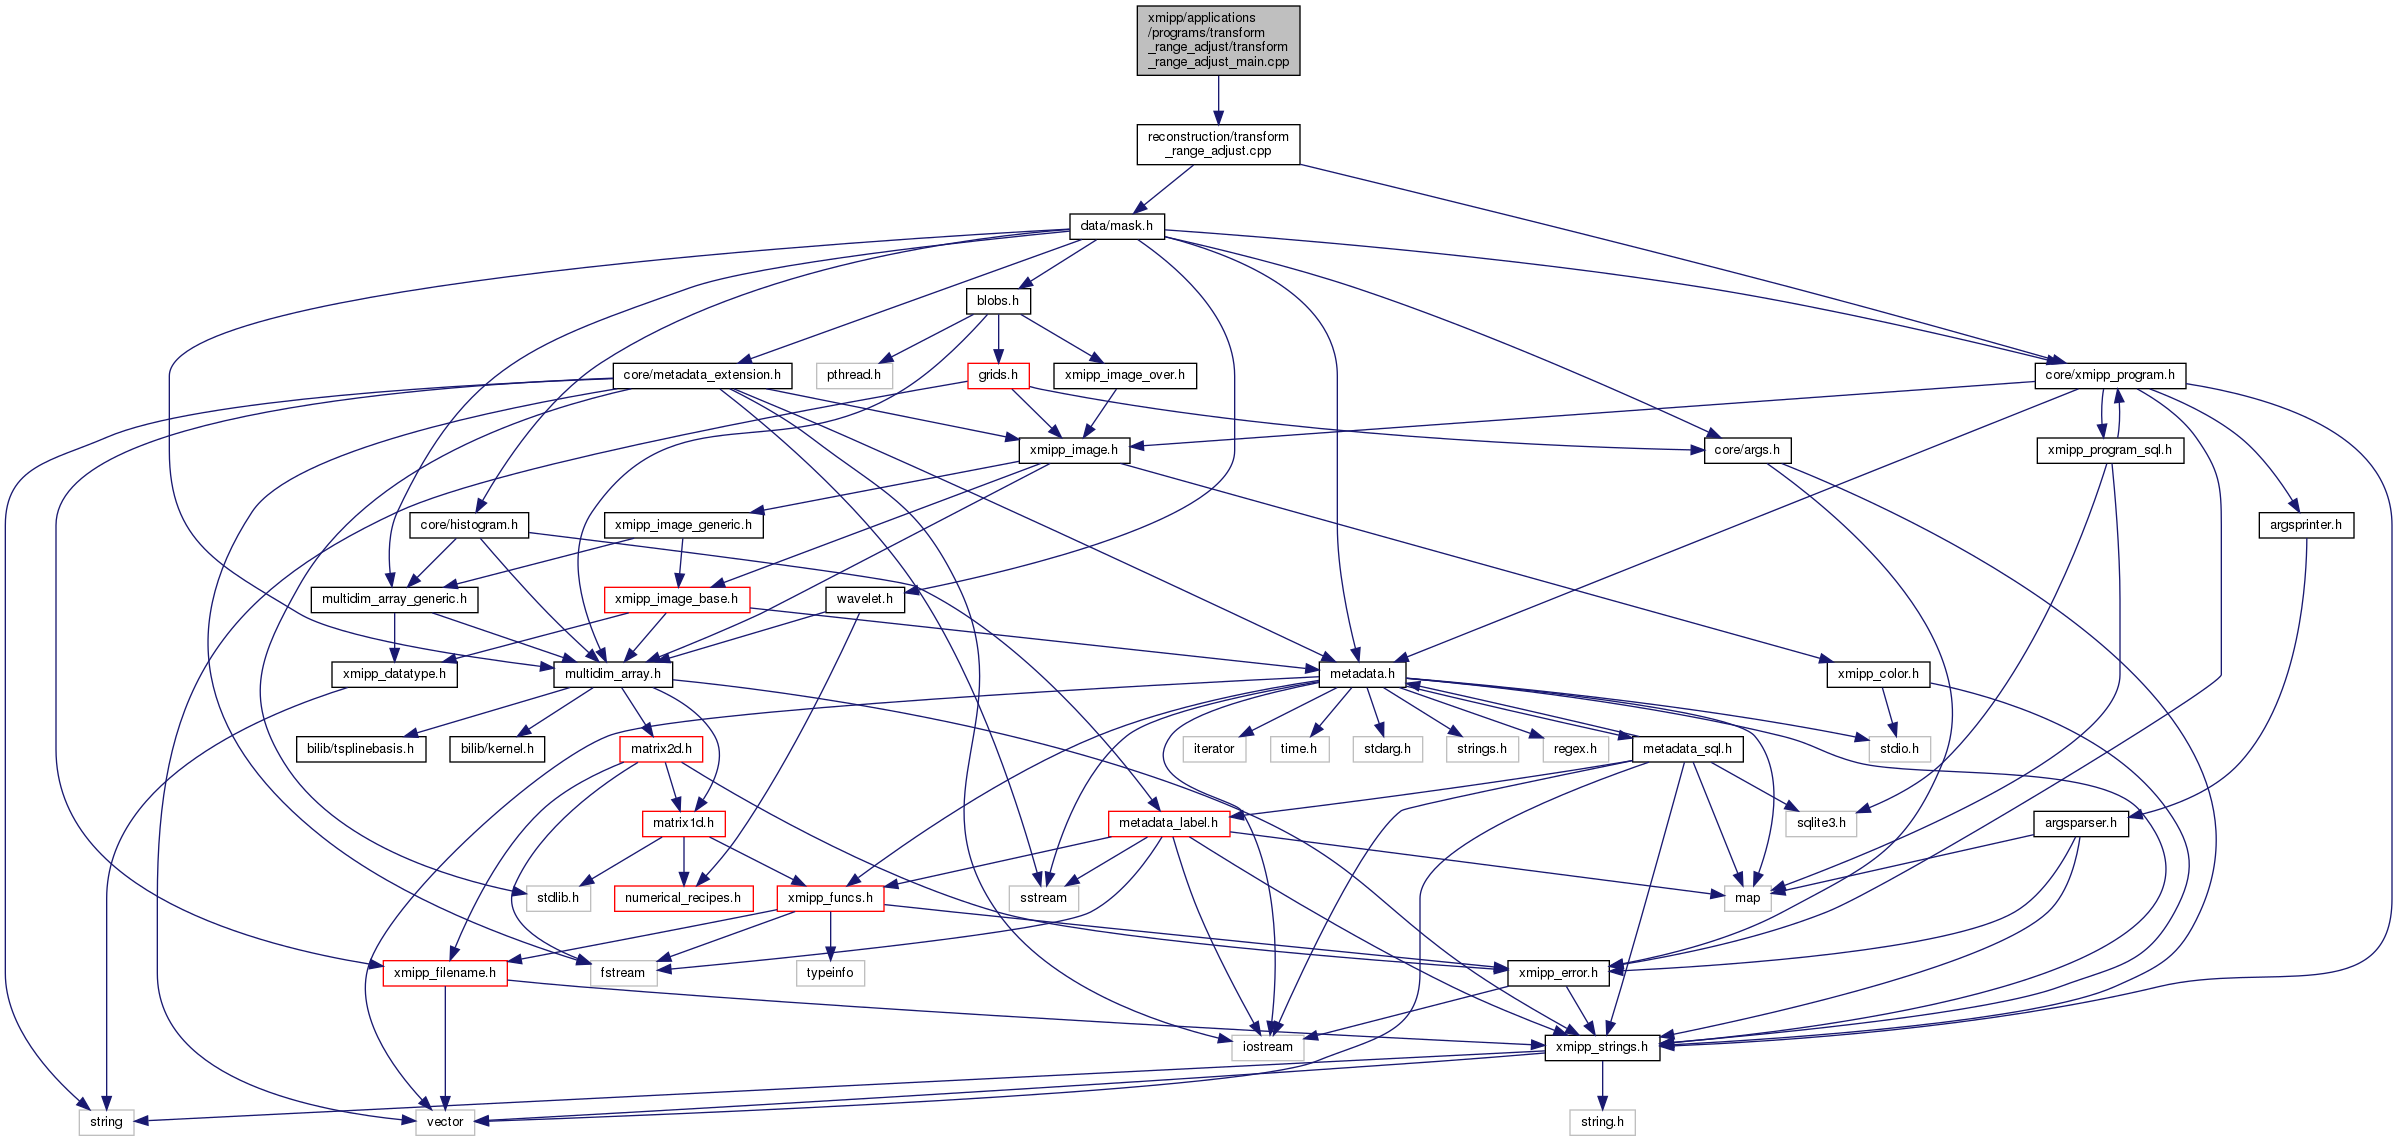 xmipp/applications
/programs/transform
_range_adjust/transform
_range_adjust_main.cpp
reconstruction/transform
_range_adjust.cpp
data/mask.h
blobs.h
core/metadata_extension.h
pthread.h
grids.h
xmipp_image_over.h
core/xmipp_program.h
xmipp_image.h
core/args.h
xmipp_program_sql.h
core/histogram.h
xmipp_image_generic.h
argsprinter.h
multidim_array_generic.h
xmipp_image_base.h
wavelet.h
xmipp_datatype.h
multidim_array.h
metadata.h
xmipp_color.h
bilib/tsplinebasis.h
bilib/kernel.h
matrix2d.h
iterator
time.h
stdarg.h
strings.h
regex.h
metadata_sql.h
stdio.h
matrix1d.h
metadata_label.h
sqlite3.h
argsparser.h
stdlib.h
numerical_recipes.h
xmipp_funcs.h
sstream
map
xmipp_filename.h
fstream
typeinfo
xmipp_error.h
iostream
xmipp_strings.h
string
vector
string.h